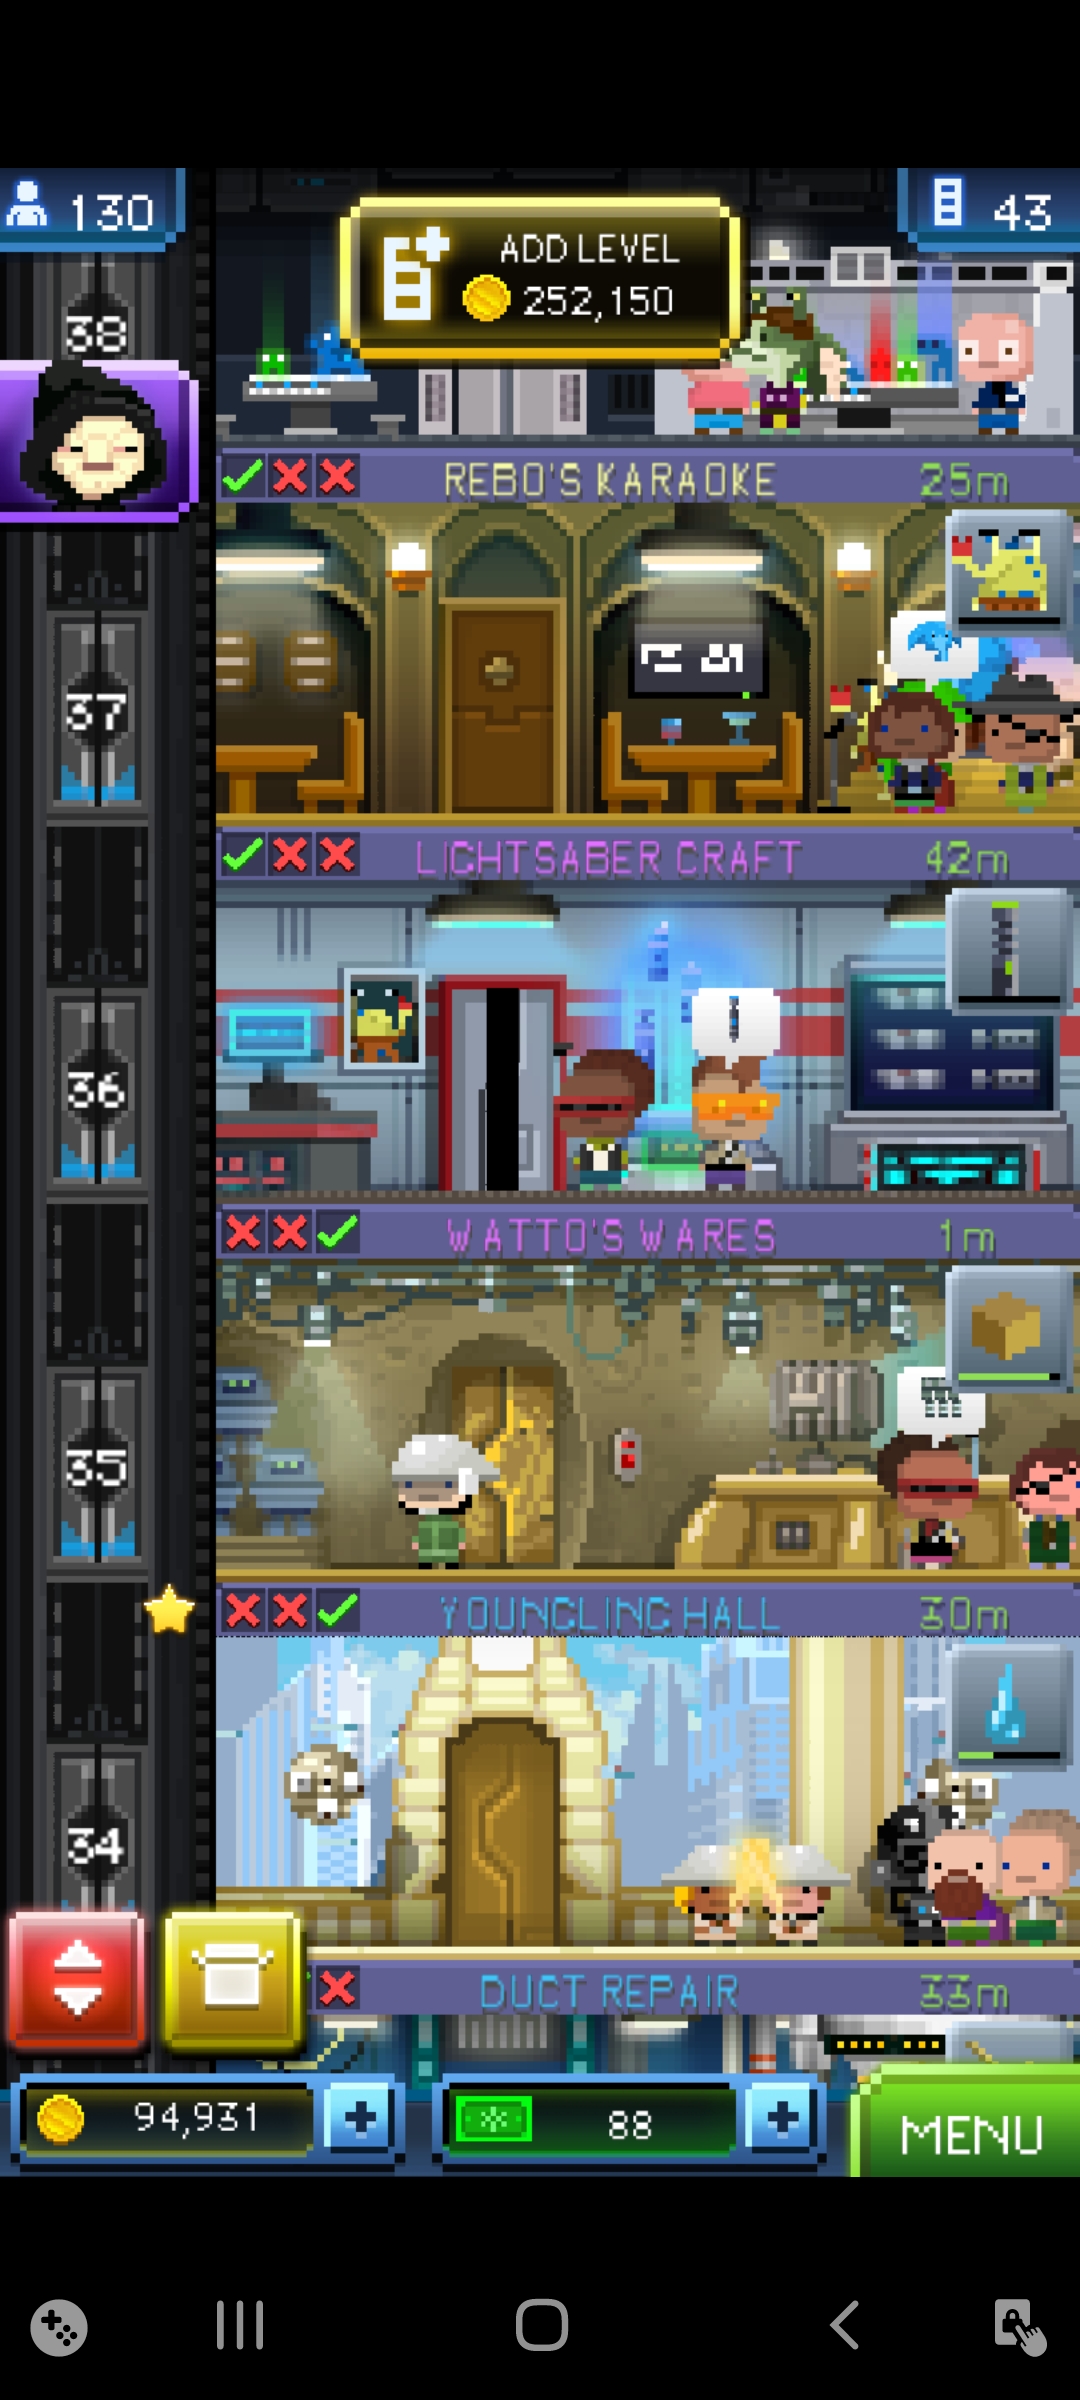 130
ADD LEVEL
252,150
43
38
REBO'S KARAOKE
25m
37
LIGHTSABER CRAFT
42m
36
WATTO'S WARES
1m
35
YOUNGLING HALL
30m
34
DUCT REPAIR
33m
94,931
88
MENU